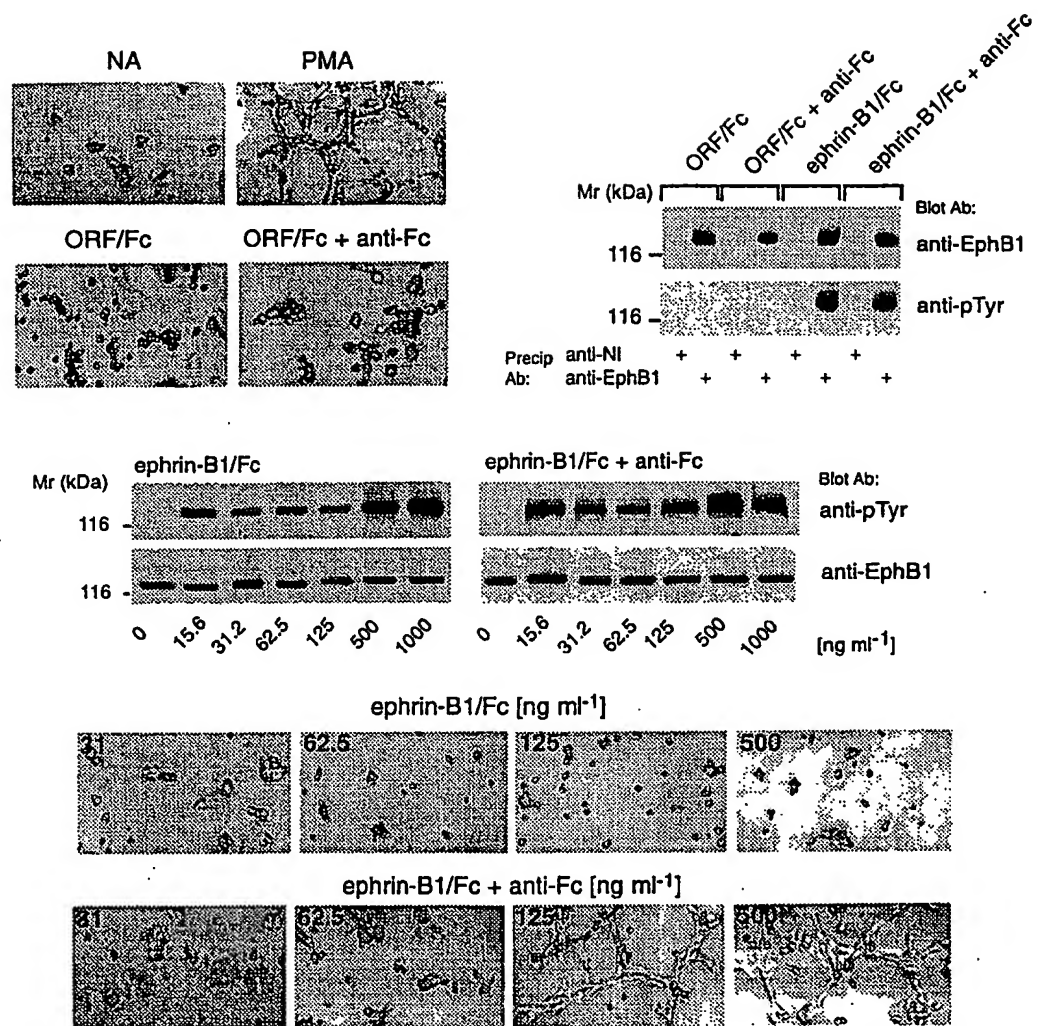 NA PMA
ORF/Fc ORF/Fc + anti-Fc
ORF/Fc
ORF/Fc + anti-Fc
ephrin-B1/Fc
ephrin-B1/Fc + anti-Fc
Mr (kDa)
Blot Ab:
116 anti-EphB1
116 anti-pTyr
Precip anti-NI + + + +
Ab: anti-EphB1 + + + +
ephrin-B1/Fc ephrin-B1/Fc + anti-Fc
Mr (kDa) Blot Ab:
116 anti-pTyr
116 anti-EphB1
0 15.6 31.2 62.5 125 500 1000 0 15.6 31.2 62.5 125 500 1000 [ng ml-1]
ephrin-B1/Fc [ng ml-1]
31 62.5 125 500
ephrin-B1/Fc + anti-Fc [ng ml-1]
31 62.5 125 500